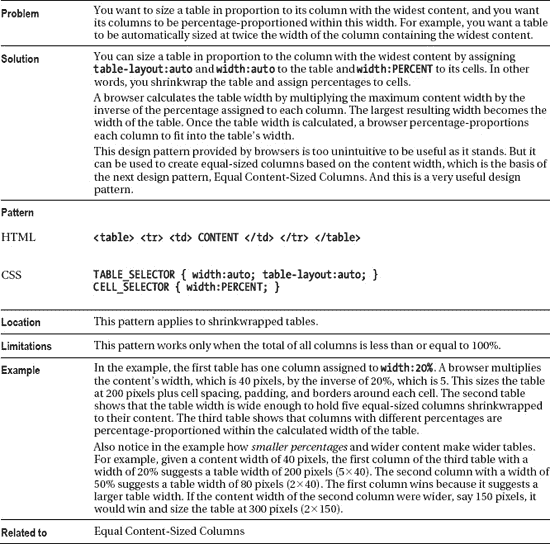 Problem
You want to size a table in proportion to its column with the widest content, and you want
its columns to be percentage-proportioned within this width. For example, you want a table
to be automatically sized at twice the width of the column containing the widest content.
Solution
You can size a table in proportion to the column with the widest content by assigning
table-layout:auto and width:auto to the table and width:PERCENT to its cells. In other
words, you shrinkwrap the table and assign percentages to cells.
A browser calculates the table width by multiplying the maximum content width by the
inverse of the percentage assigned to each column. The largest resulting width becomes the
width of the table. Once the table width is calculated, a browser percentage-proportions
each column to fit into the table's width.
This design pattern provided by browsers is too unintuitive to be useful as it stands. But it
can be used to create equal-sized columns based on the content width, which is the basis of
the next design pattern, Equal Content-Sized Columns. And this is a very useful design
pattern.
Pattern
HTML
<table> <tr> <td> CONTENT </td> </tr> </table>
CSS
TABLE_SELECTOR { width:auto; table-layout:auto; }
CELL_SELECTOR { width:PERCENT; }
Location
This pattern applies to shrinkwrapped tables.
Limitations
This pattern works only when the total of all columns is less than or equal to 100%.
Example
In the example, the first table has one column assigned to width:20%. A browser multiplies
the content's width, which is 40 pixels, by the inverse of 20%, which is 5. This sizes the table
at 200 pixels plus cell spacing, padding, and borders around each cell. The second table
shows that the table width is wide enough to hold five equal-sized columns shrinkwrapped
to their content. The third table shows that columns with different percentages are
percentage-proportioned within the calculated width of the table.
Also notice in the example how smaller percentages and wider content make wider tables.
For example, given a content width of 40 pixels, the first column of the third table with a
width of 20% suggests a table width of 200 pixels (5×40). The second column with a width of
50% suggests a table width of 80 pixels (2×40). The first column wins because it suggests a
larger table width. If the content width of the second column were wider, say 150 pixels, it
would win and size the table at 300 pixels (2×150).
Related to
Equal Content-Sized Columns